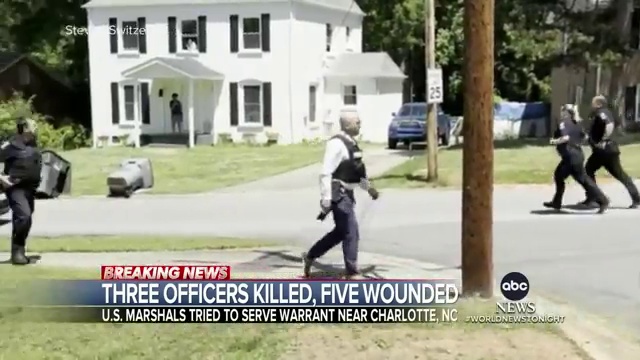 Steven Switzer
25
BREAKING NEWS
THREE OFFICERS KILLED, FIVE WOUNDED
U.S. MARSHALS TRIED TO SERVE WARRANT NEAR CHARLOTTE, NC
abc
NEWS
#WORLDNEWSTONIGHT